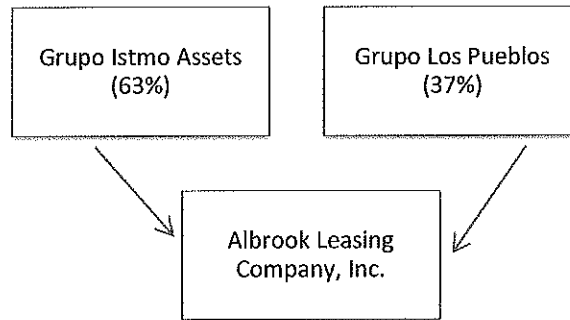 Grupo Istmo Assets
(63%)
Grupo Los Pueblos
(37%)
Albrook Leasing
Company, Inc.